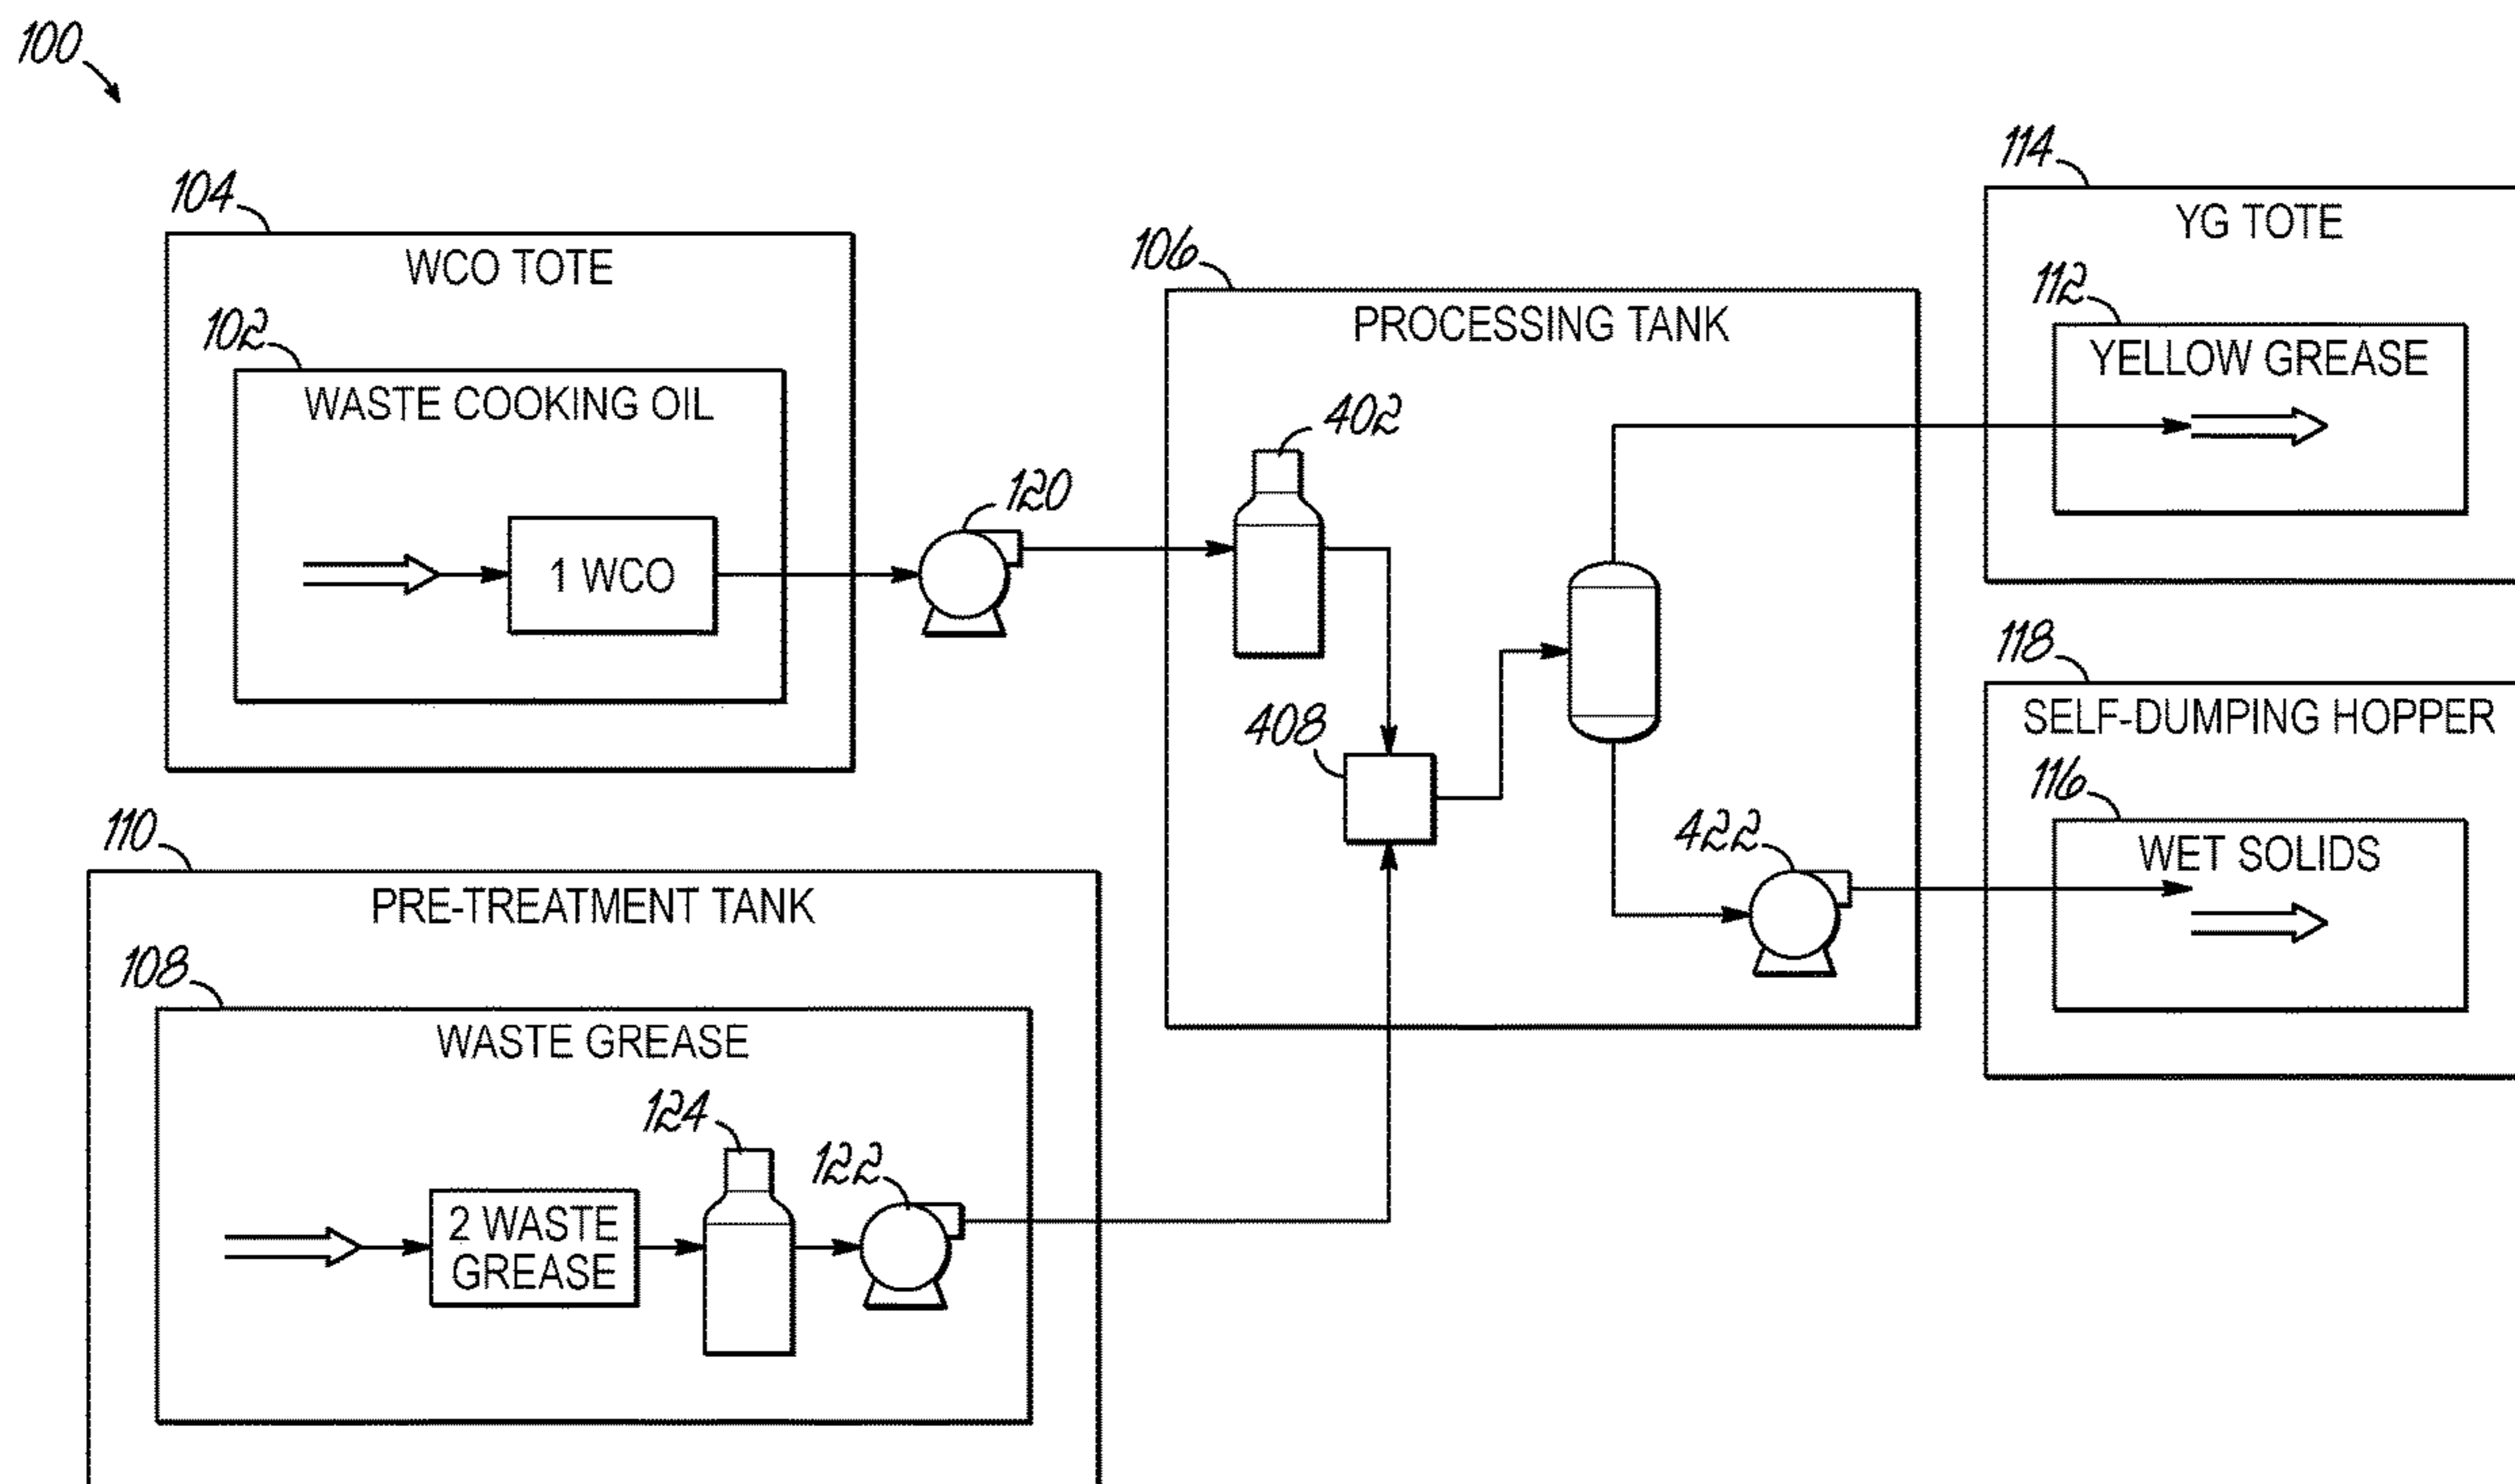 100
104
WCO TOTE
102
WASTE COOKING OIL
1 WCO
120
106
PROCESSING TANK
402
408
422
114
YG TOTE
112
YELLOW GREASE
118
SELF-DUMPING HOPPER
116
WET SOLIDS
110
PRE-TREATMENT TANK
108
WASTE GREASE
2 WASTE
GREASE
124
122